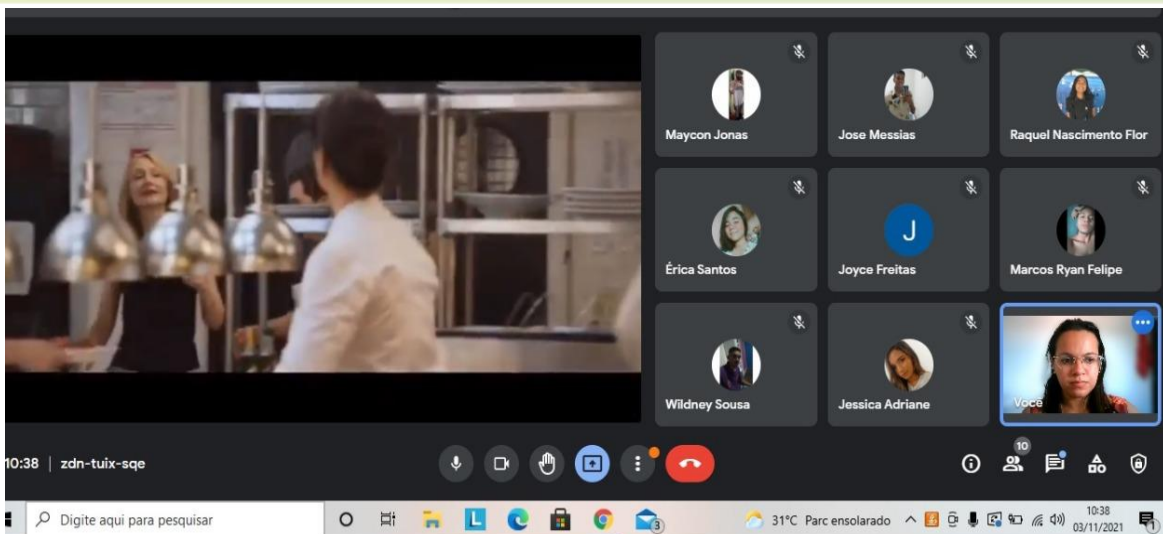 Maycon Jonas
Jose Messias
Raquel Nascimento Flor
Érica Santos
J
Joyce Freitas
Marcos Ryan Felipe
Wildney Sousa
Jessica Adriane
Você
10:38 | zdn-tuix-sqe
10
Digite aqui para pesquisar
L
3
31°C Parc ensolarado
10:38
03/11/2021
1